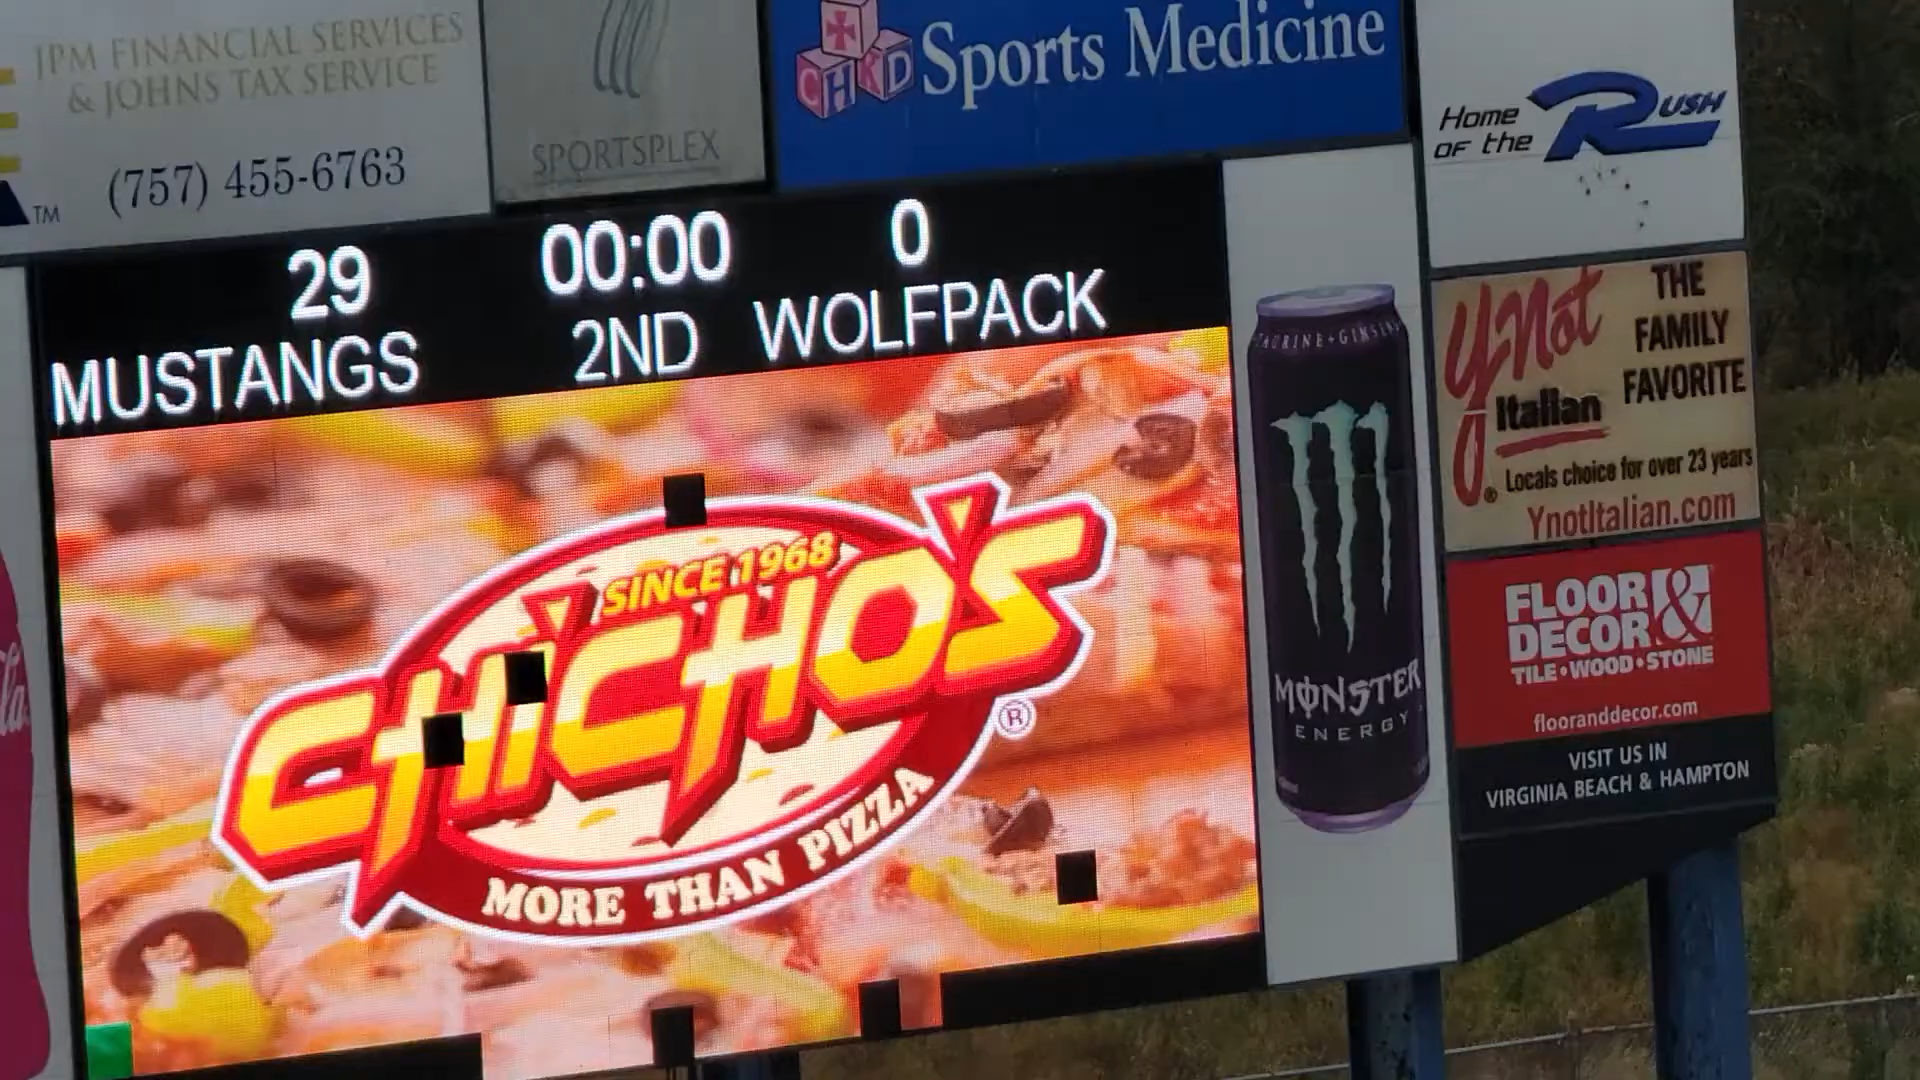 JPM FINANCIAL SERVICES
& JOHNS TAX SERVICE
(757) 455-6763
TM
SPORTSPLEX
CHKD Sports Medicine
Home
of the
RUSH
29
00:00
0
MUSTANGS
2ND
WOLFPACK
SINCE 1968
CHICHO'S
®
MORE THAN PIZZA
TAURINE+GINSENG
MONSTER
ENERGY
YNot
Italian
®
THE
FAMILY
FAVORITE
Locals choice for over 23 years
YnotItalian.com
FLOOR &
DECOR
TILE•WOOD•STONE
flooranddecor.com
VISIT US IN
VIRGINIA BEACH & HAMPTON